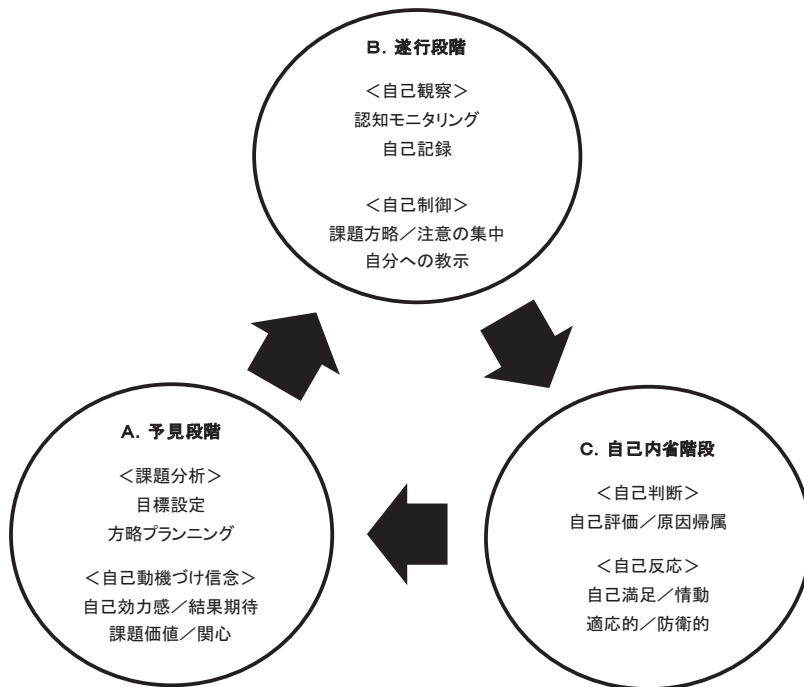 B. 遂行段階
＜自己観察＞
認知モニタリング
自己記録
＜自己制御＞
課題方略／注意の集中
自分への教示
A. 予見段階
＜課題分析＞
目標設定
方略プランニング
＜自己動機づけ信念＞
自己効力感／結果期待
課題価値／関心
C. 自己内省階段
＜自己判断＞
自己評価／原因帰属
＜自己反応＞
自己満足／情動
適応的／防衛的